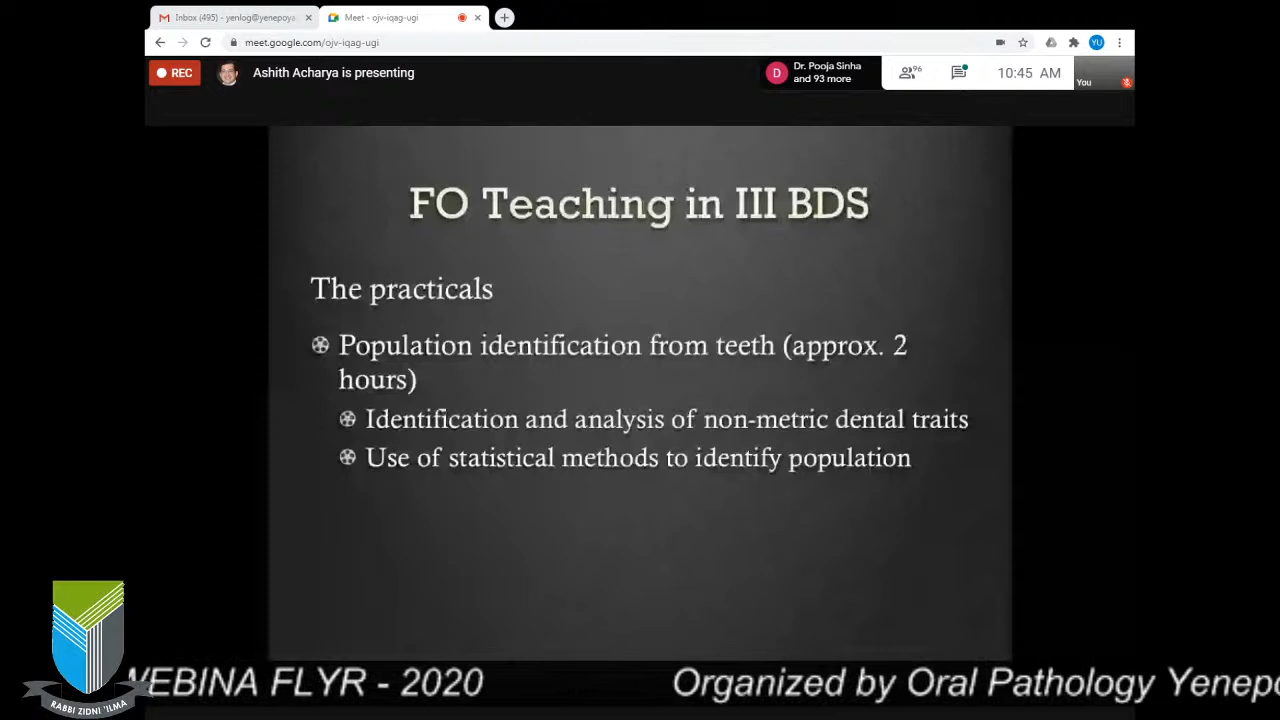 Inbox (495) - yenlog@yenepoya
Meet - ojv-iqag-ugi
meet.google.com/ojv-iqag-ugi
YU
REC
Ashith Acharya is presenting
D
Dr. Pooja Sinha
and 93 more
96
10:45 AM
You
FO Teaching in III BDS
The practicals
Population identification from teeth (approx. 2
hours)
Identification and analysis of non-metric dental traits
Use of statistical methods to identify population
WEBINA FLYR - 2020 Organized by Oral Pathology Yenepo
RABBI ZIDNI 'ILMA